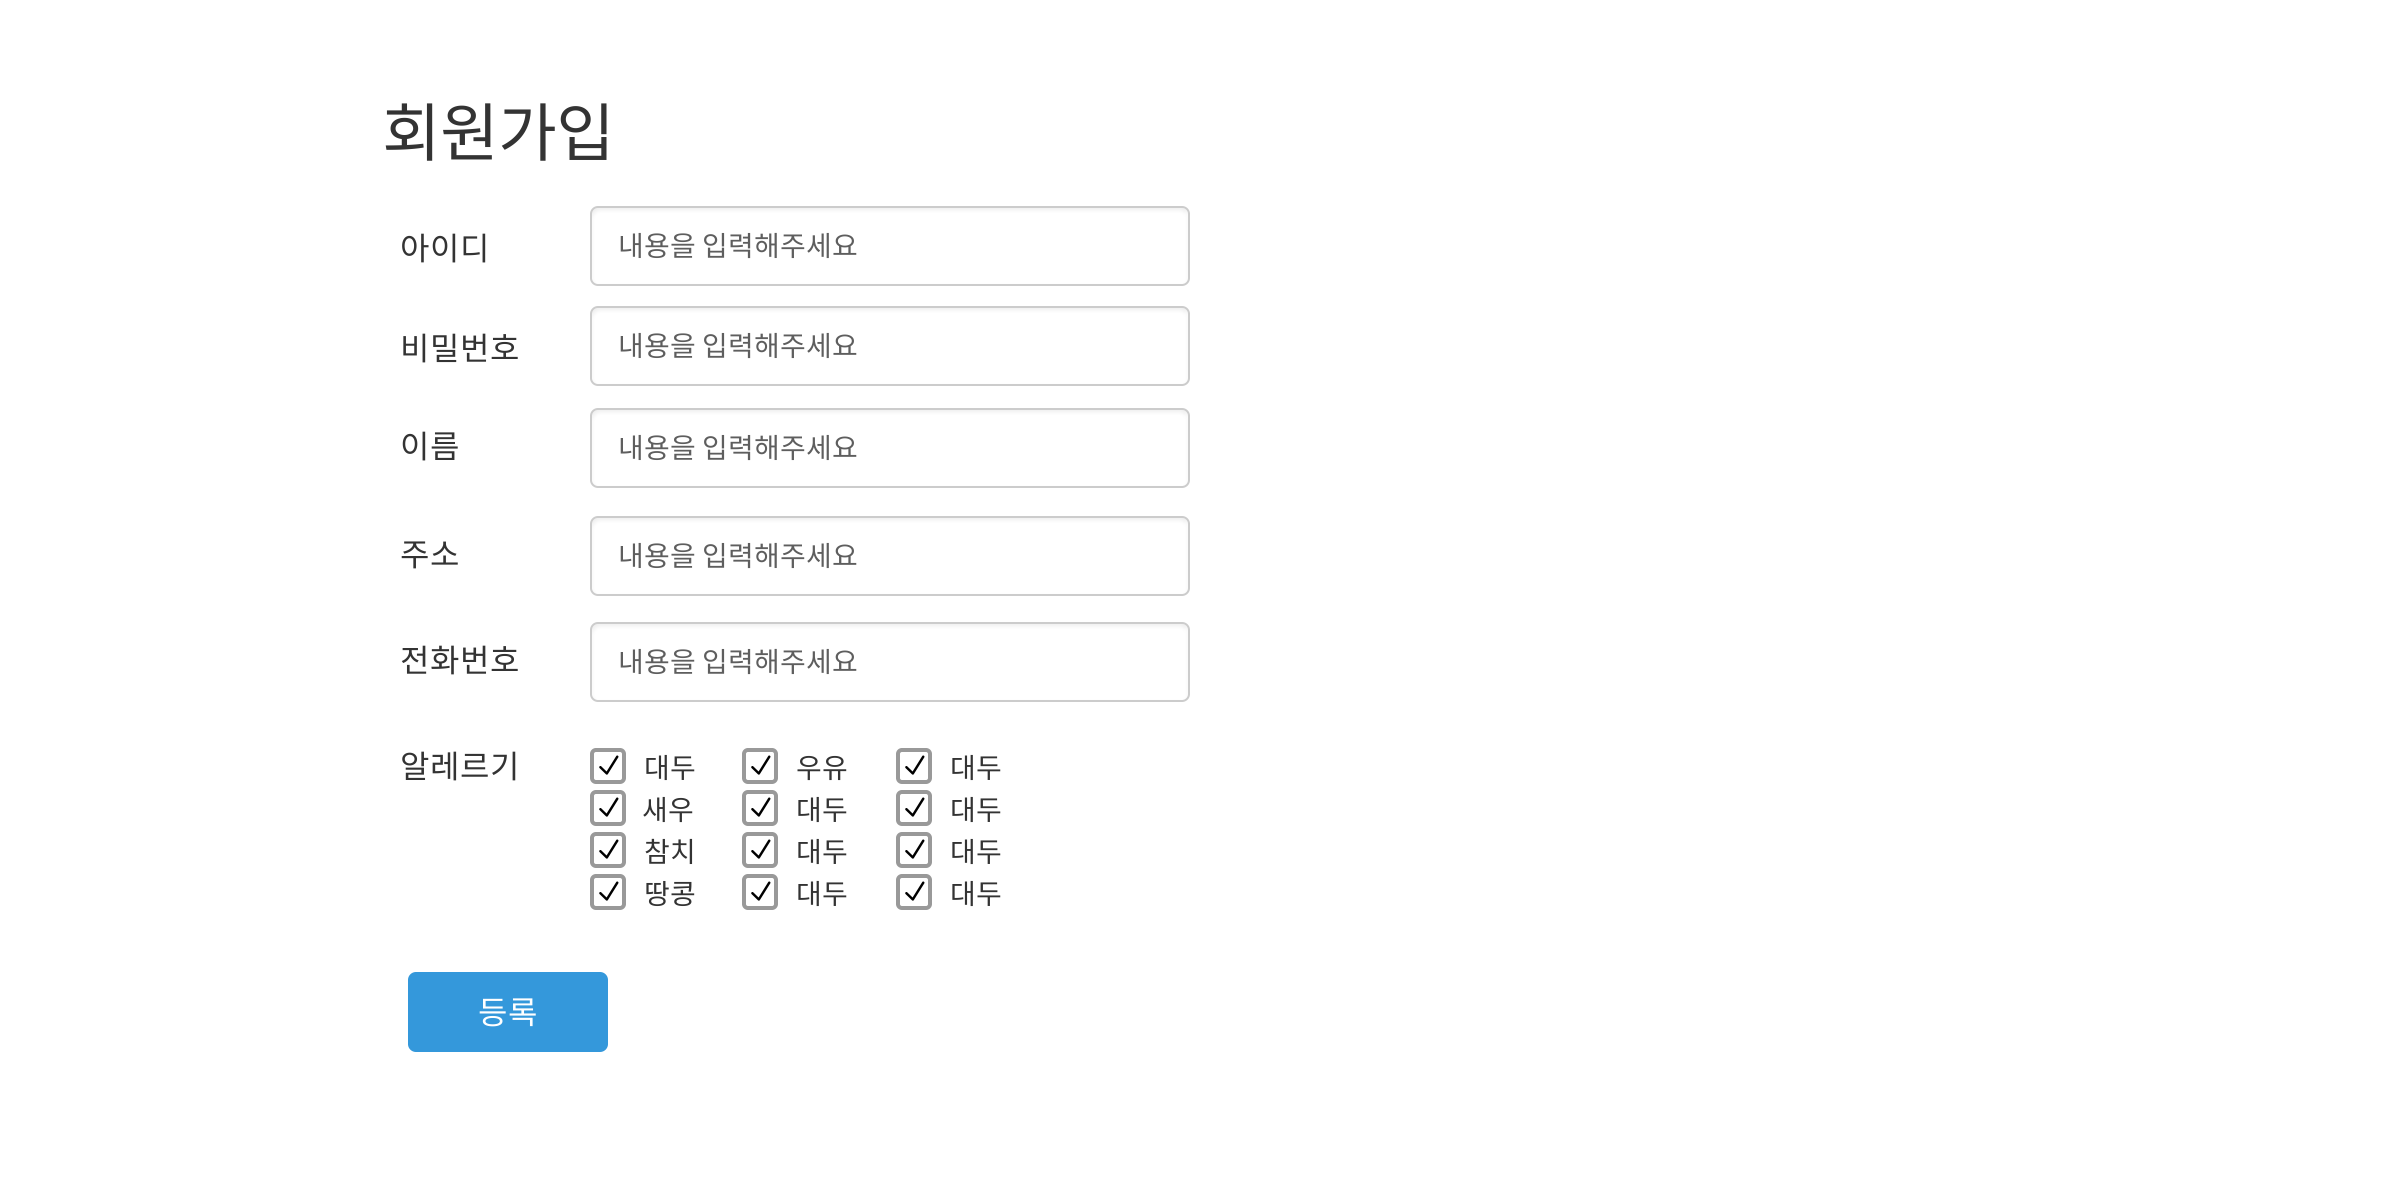 회원가입
아이디 내용을 입력해주세요
비밀번호 내용을 입력해주세요
이름 내용을 입력해주세요
주소 내용을 입력해주세요
전화번호 내용을 입력해주세요
알레르기 대두 우유 대두
새우 대두 대두
참치 대두 대두
땅콩 대두 대두
등록